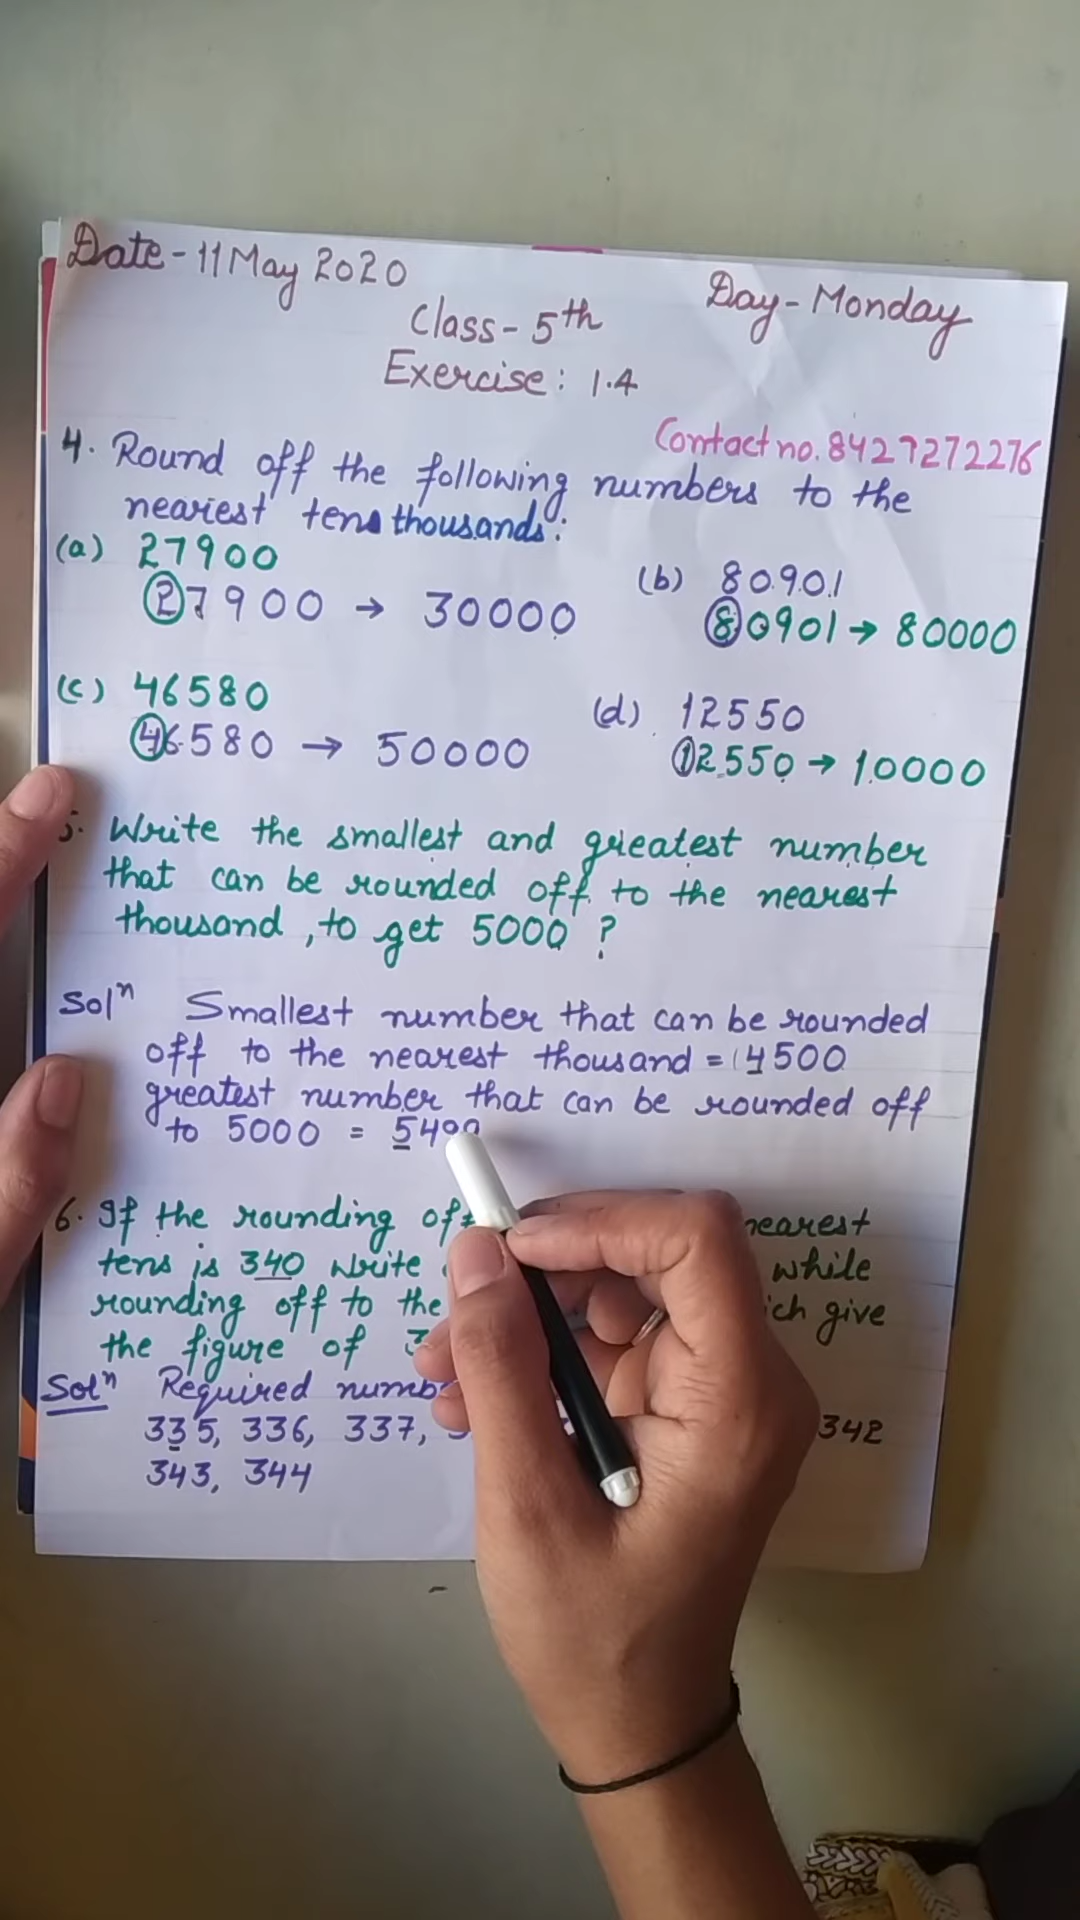 Date - 11 May 2020
Day - Monday
Class - 5th
Exercise : 1.4
Contact no. 8427272276
4. Round off the following numbers to the
nearest tens thousands :
(a) 27900
27900 → 30000
(b) 80901
80901 → 80000
(c) 46580
46580 → 50000
(d) 12550
12550 → 10000
5. Write the smallest and greatest number
that can be rounded off to the nearest
thousand, to get 5000 ?
Solⁿ Smallest number that can be rounded
off to the nearest thousand = 4500
greatest number that can be rounded off
to 5000 = 5499
6. If the rounding off nearest
tens is 340 write while
rounding off to the give
the figure of
Solⁿ Required
335, 336, 337, 342
343, 344